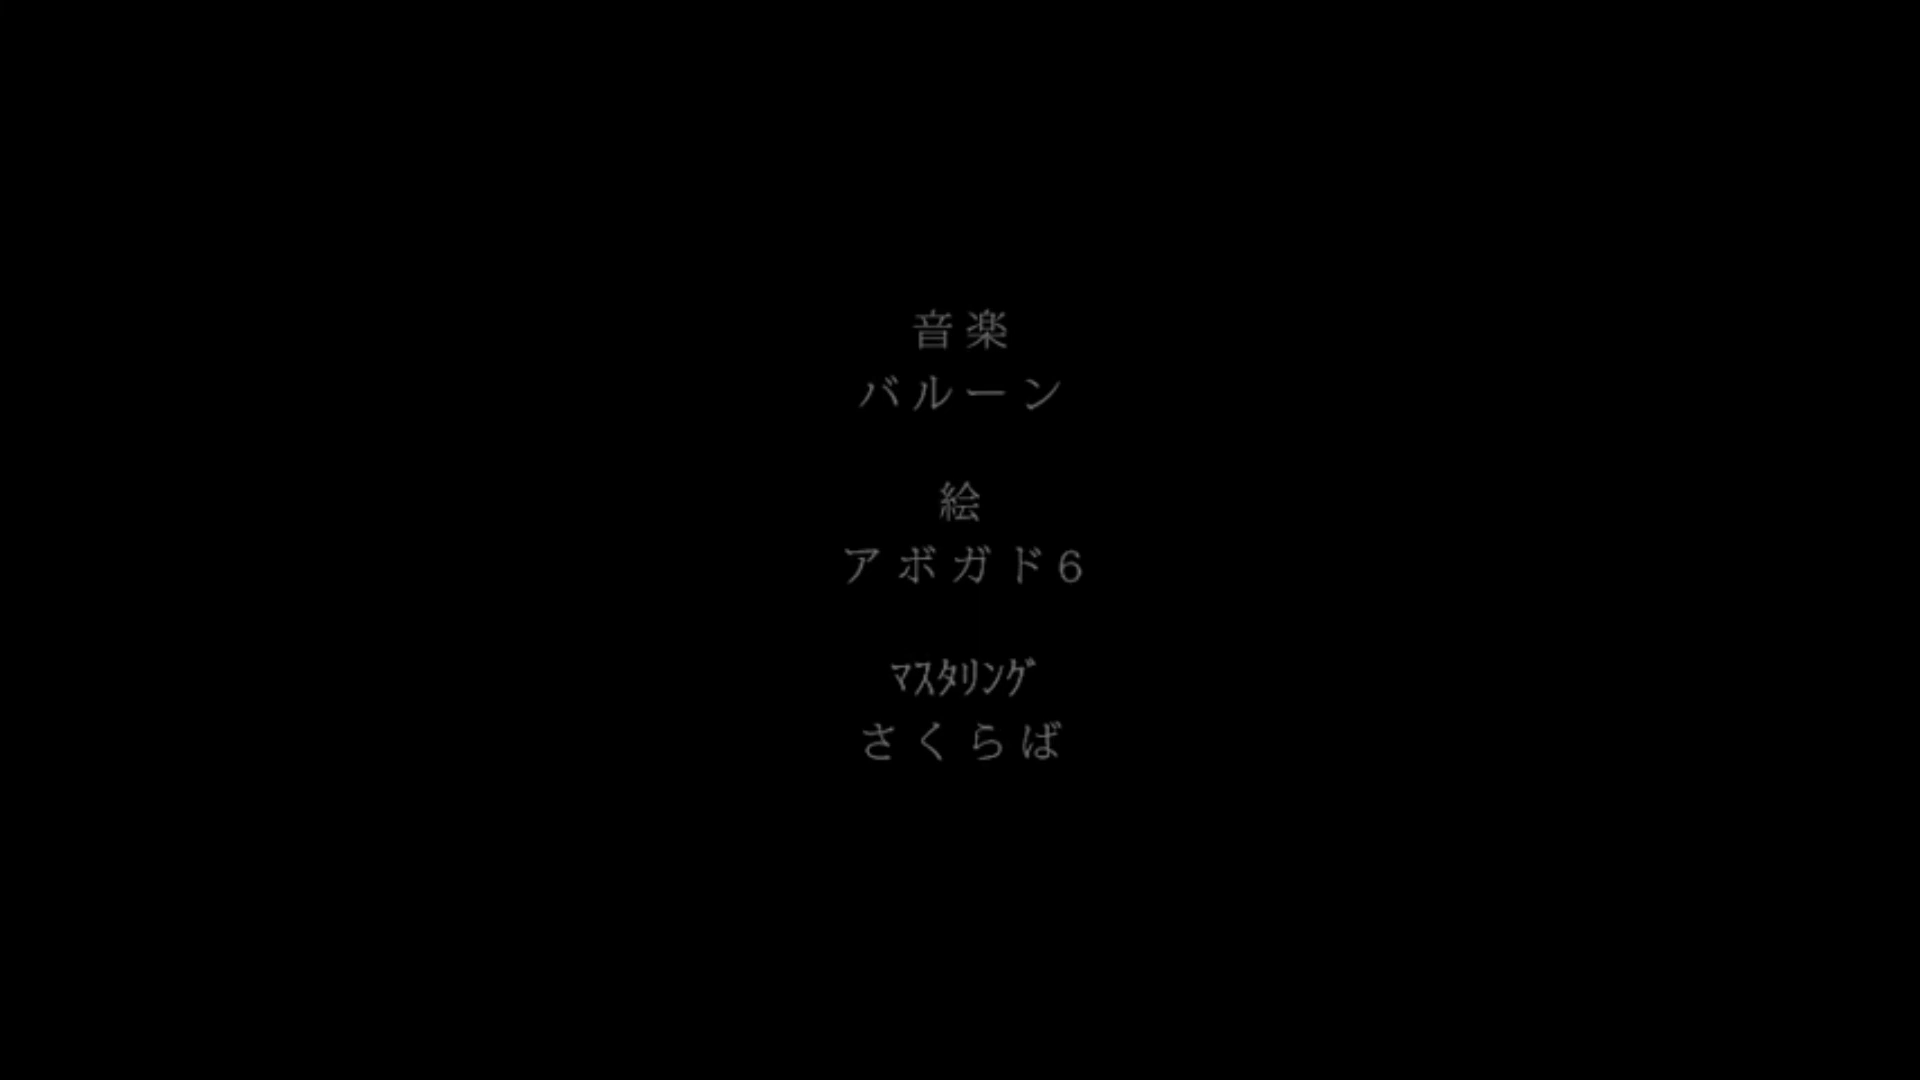 音楽
バルーン
絵
アボガド6
ﾏｽﾀﾘﾝｸﾞ
さくらば